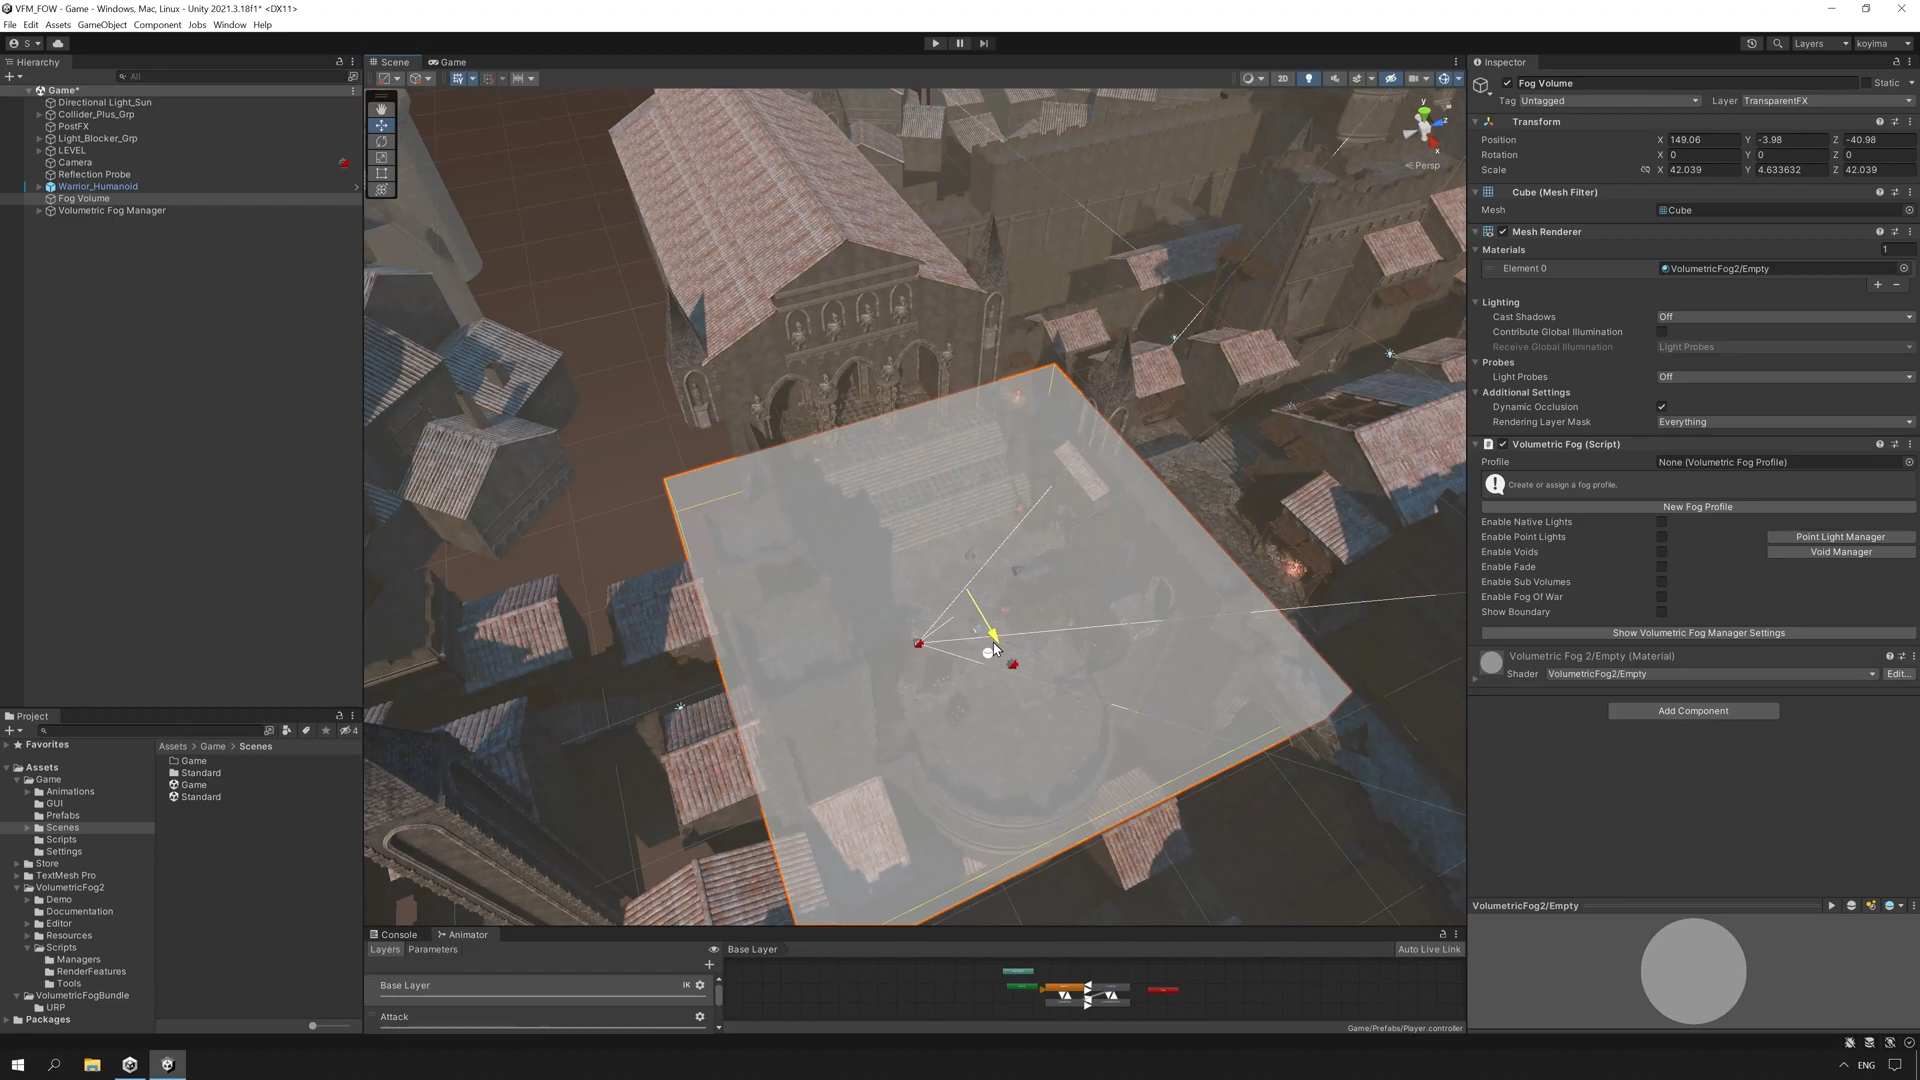 VFM_FOW - Game - Windows, Mac, Linux - Unity 2021.3.18f1* <DX11>
File Edit Assets GameObject Component Jobs Window Help
S
Layers
koyima
Hierarchy
All
Game*
Directional Light_Sun
Collider_Plus_Grp
PostFX
Light_Blocker_Grp
LEVEL
Camera
Reflection Probe
Warrior_Humanoid
Fog Volume
Volumetric Fog Manager
Scene
Game
2D
y
z
x
Persp
Inspector
Fog Volume
Static
Tag Untagged
Layer TransparentFX
Transform
Position X 149.06 Y -3.98 Z -40.98
Rotation X 0 Y 0 Z 0
Scale X 42.039 Y 4.633632 Z 42.039
Cube (Mesh Filter)
Mesh Cube
Mesh Renderer
Materials 1
Element 0 VolumetricFog2/Empty
Lighting
Cast Shadows Off
Contribute Global Illumination
Receive Global Illumination Light Probes
Probes
Light Probes Off
Additional Settings
Dynamic Occlusion
Rendering Layer Mask Everything
Volumetric Fog (Script)
Profile None (Volumetric Fog Profile)
Create or assign a fog profile.
New Fog Profile
Enable Native Lights
Enable Point Lights Point Light Manager
Enable Voids Void Manager
Enable Fade
Enable Sub Volumes
Enable Fog Of War
Show Boundary
Show Volumetric Fog Manager Settings
Volumetric Fog 2/Empty (Material)
Shader VolumetricFog2/Empty Edit...
Add Component
VolumetricFog2/Empty
Project
4
Favorites
Assets
Game
Animations
GUI
Prefabs
Scenes
Scripts
Settings
Store
TextMesh Pro
VolumetricFog2
Demo
Documentation
Editor
Resources
Scripts
Managers
RenderFeatures
Tools
VolumetricFogBundle
URP
Packages
Assets > Game > Scenes
Game
Standard
Game
Standard
Console
Animator
Layers Parameters
Base Layer
Auto Live Link
Base Layer IK
Attack
Game/Prefabs/Player.controller
ENG